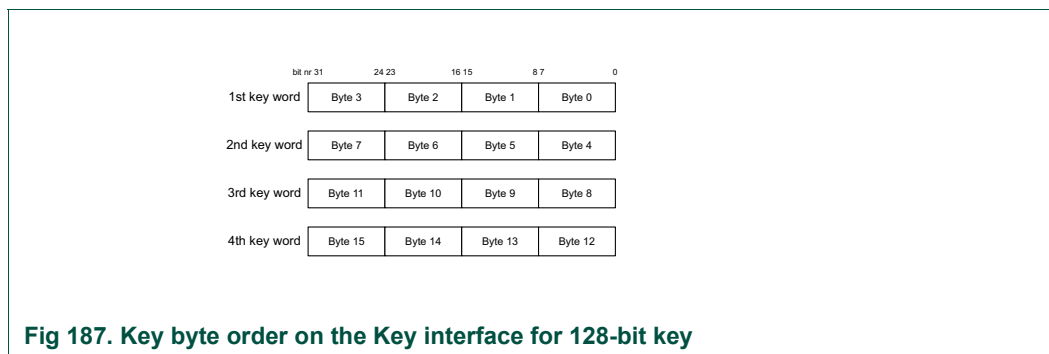 bit nr 31 24 23 16 15 8 7 0
1st key word Byte 3 Byte 2 Byte 1 Byte 0
2nd key word Byte 7 Byte 6 Byte 5 Byte 4
3rd key word Byte 11 Byte 10 Byte 9 Byte 8
4th key word Byte 15 Byte 14 Byte 13 Byte 12
Fig 187. Key byte order on the Key interface for 128-bit key